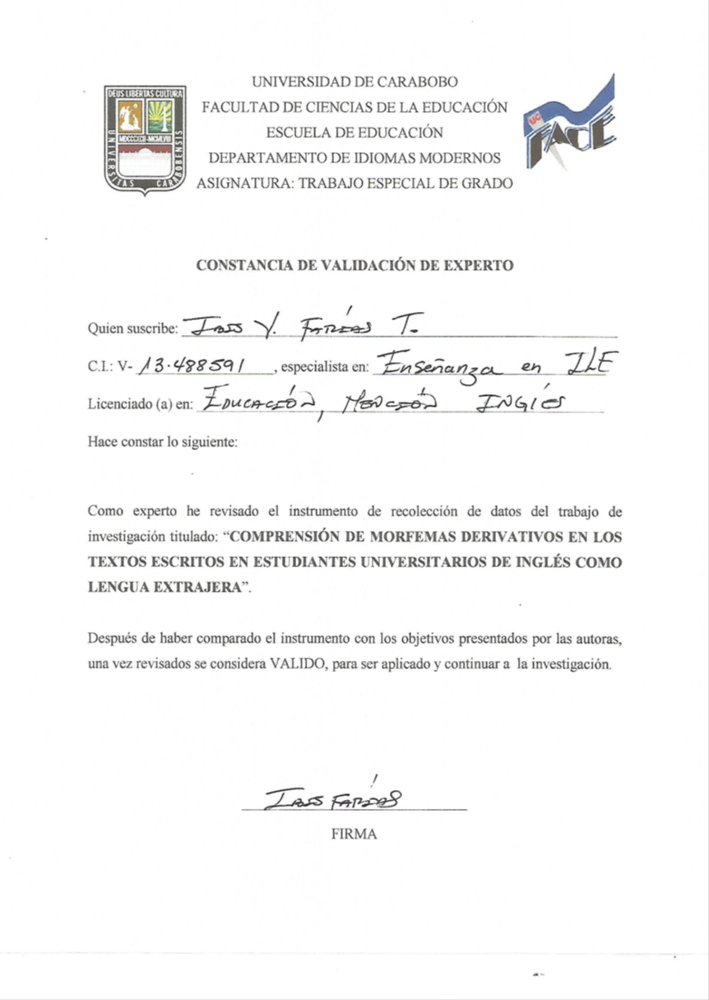 UNIVERSIDAD DE CARABOBO
FACULTAD DE CIENCIAS DE LA EDUCACIÓN
ESCUELA DE EDUCACIÓN
DEPARTAMENTO DE IDIOMAS MODERNOS
ASIGNATURA: TRABAJO ESPECIAL DE GRADO
DEUS LIBERTAS CULTURA
UNIVERSITAS CARABOBENSIS
UC
FACE
CONSTANCIA DE VALIDACIÓN DE EXPERTO
Quien suscribe: Y. Farías T.
C.I.: V- 13.488591, especialista en: Enseñanza en ILE
Licenciado (a) en: Educación, Mención Inglés
Hace constar lo siguiente:
Como experto he revisado el instrumento de recolección de datos del trabajo de
investigación titulado: “COMPRENSIÓN DE MORFEMAS DERIVATIVOS EN LOS
TEXTOS ESCRITOS EN ESTUDIANTES UNIVERSITARIOS DE INGLÉS COMO
LENGUA EXTRAJERA”.
Después de haber comparado el instrumento con los objetivos presentados por las autoras,
una vez revisados se considera VALIDO, para ser aplicado y continuar a la investigación.
Farías
FIRMA